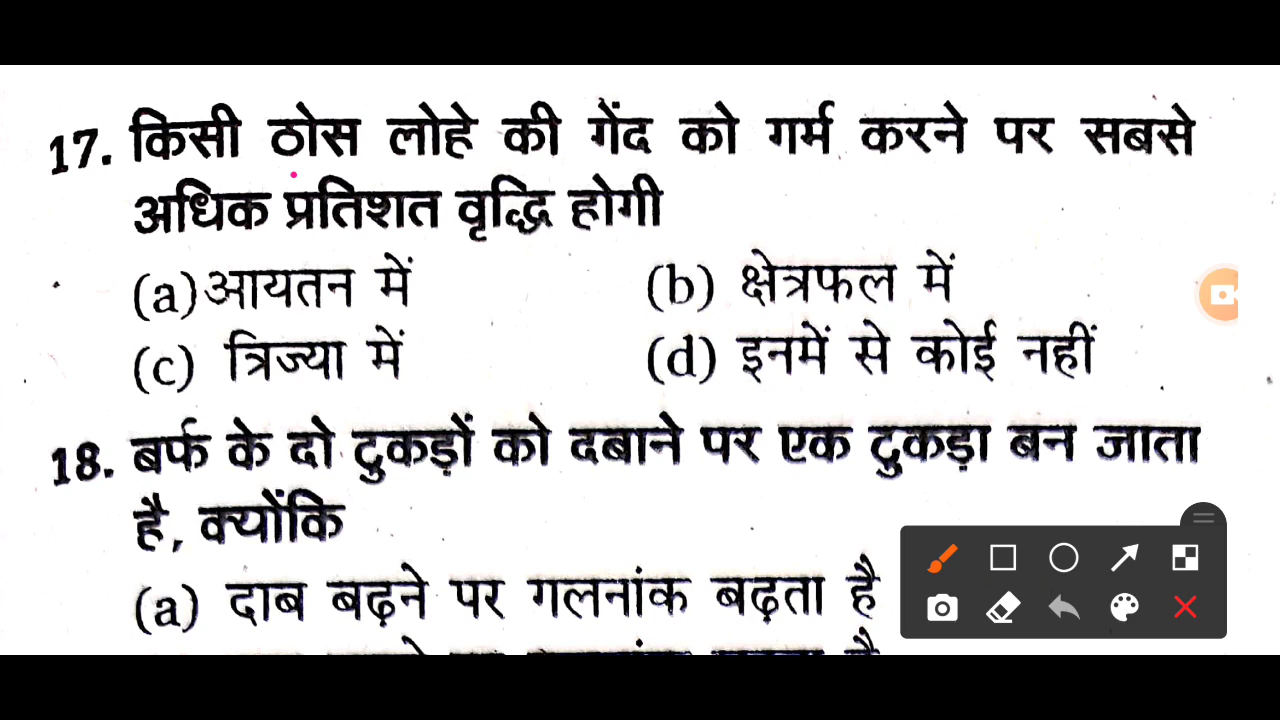 17. किसी ठोस लोहे की गेंद को गर्म करने पर सबसे
अधिक प्रतिशत वृद्धि होगी
(a) आयतन में (b) क्षेत्रफल में
(c) त्रिज्या में (d) इनमें से कोई नहीं
18. बर्फ के दो टुकड़ों को दबाने पर एक टुकड़ा बन जाता
है, क्योंकि
(a) दाब बढ़ने पर गलनांक बढ़ता है